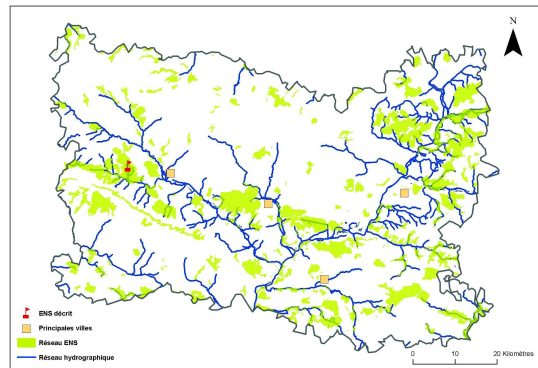 N
ENS décrit
Principales villes
Réseau ENS
Réseau hydrographique
0 10 20 Kilomètres